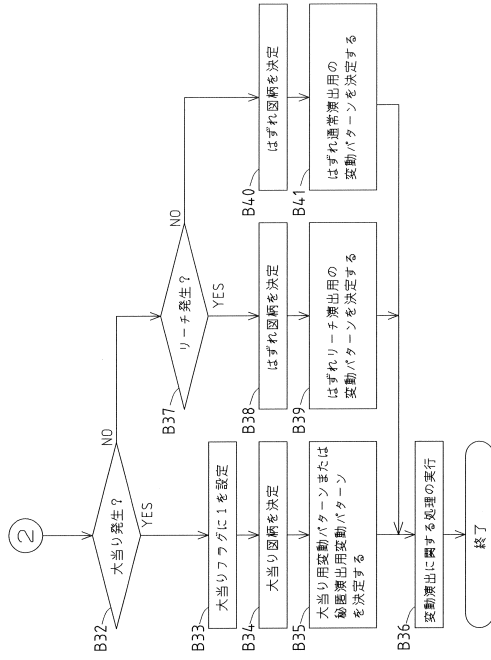 ②
B32
大当り発生？
NO
YES
B33
大当りフラグに1を設定
B34
大当り図柄を決定
B35
大当り用変動パターンまたは
秘匿演出用変動パターン
を決定する
B36
変動演出に関する処理の実行
終了
B37
リーチ発生？
NO
YES
B38
はずれ図柄を決定
B39
はずれリーチ演出用の
変動パターンを決定する
B40
はずれ図柄を決定
B41
はずれ通常演出用の
変動パターンを決定する